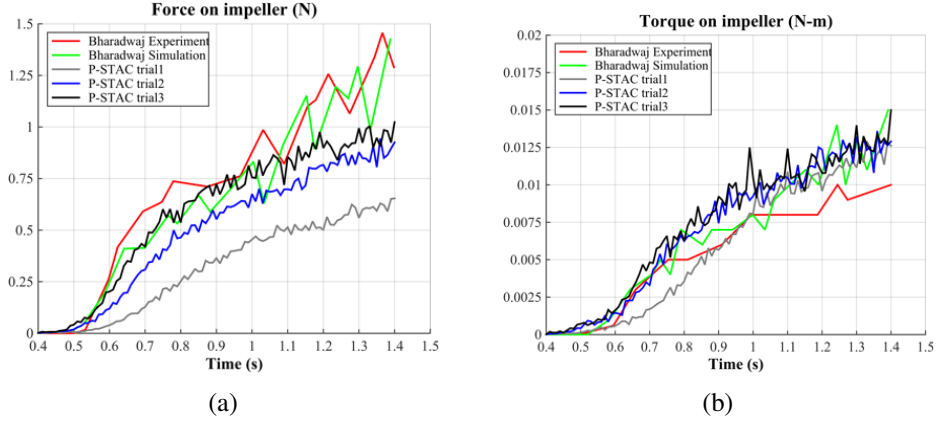 Force on impeller (N)
1.5
1.25
1
0.75
0.5
0.25
0
Bharadwaj Experiment
Bharadwaj Simulation
P-STAC trial1
P-STAC trial2
P-STAC trial3
0.4 0.5 0.6 0.7 0.8 0.9 1 1.1 1.2 1.3 1.4 1.5
Time (s)
(a)
Torque on impeller (N-m)
0.02
0.0175
0.015
0.0125
0.01
0.0075
0.005
0.0025
0
Bharadwaj Experiment
Bharadwaj Simulation
P-STAC trial1
P-STAC trial2
P-STAC trial3
0.4 0.5 0.6 0.7 0.8 0.9 1 1.1 1.2 1.3 1.4 1.5
Time (s)
(b)